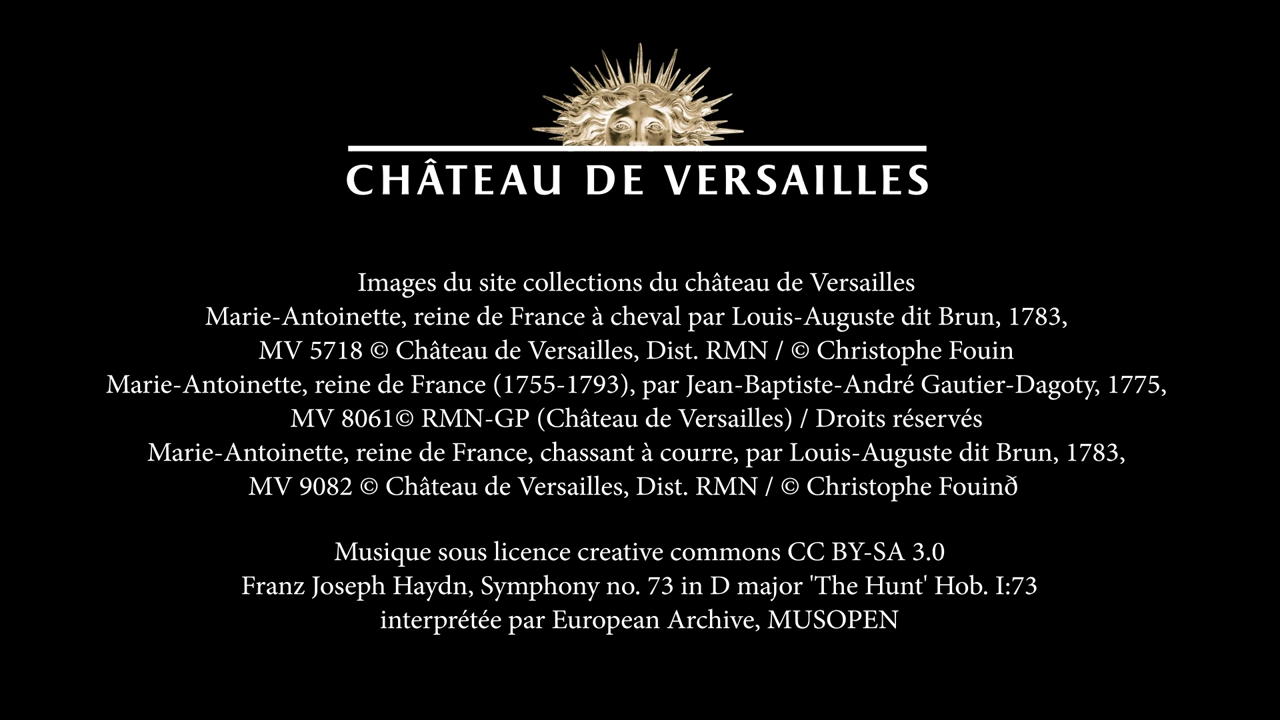 CHÂTEAU DE VERSAILLES
Images du site collections du château de Versailles
Marie-Antoinette, reine de France à cheval par Louis-Auguste dit Brun, 1783,
MV 5718 © Château de Versailles, Dist. RMN / © Christophe Fouin
Marie-Antoinette, reine de France (1755-1793), par Jean-Baptiste-André Gautier-Dagoty, 1775,
MV 8061© RMN-GP (Château de Versailles) / Droits réservés
Marie-Antoinette, reine de France, chassant à courre, par Louis-Auguste dit Brun, 1783,
MV 9082 © Château de Versailles, Dist. RMN / © Christophe Fouinð
Musique sous licence creative commons CC BY-SA 3.0
Franz Joseph Haydn, Symphony no. 73 in D major 'The Hunt' Hob. I:73
interprétée par European Archive, MUSOPEN